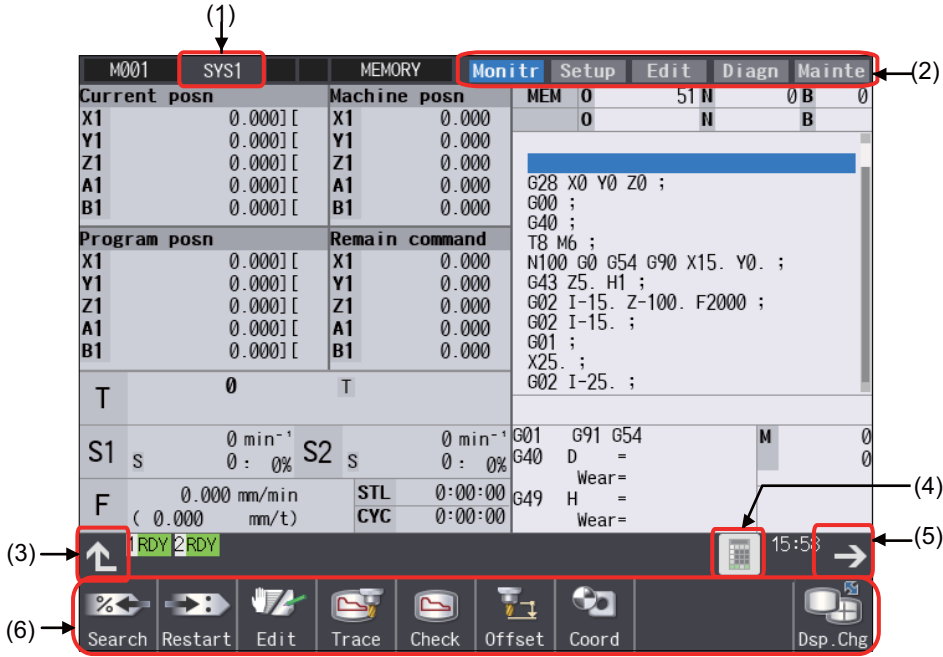 (1)
M001 SYS1 MEMORY Monitr Setup Edit Diagn Mainte
(2)
Current posn Machine posn MEM O 51 N 0 B 0
X1 0.000][ X1 0.000 O N B
Y1 0.000][ Y1 0.000
Z1 0.000][ Z1 0.000
A1 0.000][ A1 0.000
B1 0.000][ B1 0.000
G28 X0 Y0 Z0 ;
G00 ;
G40 ;
T8 M6 ;
N100 G0 G54 G90 X15. Y0. ;
G43 Z5. H1 ;
G02 I-15. Z-100. F2000 ;
G02 I-15. ;
G01 ;
X25. ;
G02 I-25. ;
Program posn Remain command
X1 0.000][ X1 0.000
Y1 0.000][ Y1 0.000
Z1 0.000][ Z1 0.000
A1 0.000][ A1 0.000
B1 0.000][ B1 0.000
T 0 T
S1 S 0 min⁻¹ 0 : 0% S2 S 0 min⁻¹ 0 : 0%
G01 G91 G54 M 0
G40 D = 0
Wear=
G49 H =
Wear=
F 0.000 mm/min STL 0:00:00
( 0.000 mm/t) CYC 0:00:00
(4)
(3)
1 RDY 2 RDY 15:58
(5)
(6)
Search Restart Edit Trace Check Offset Coord Dsp.Chg